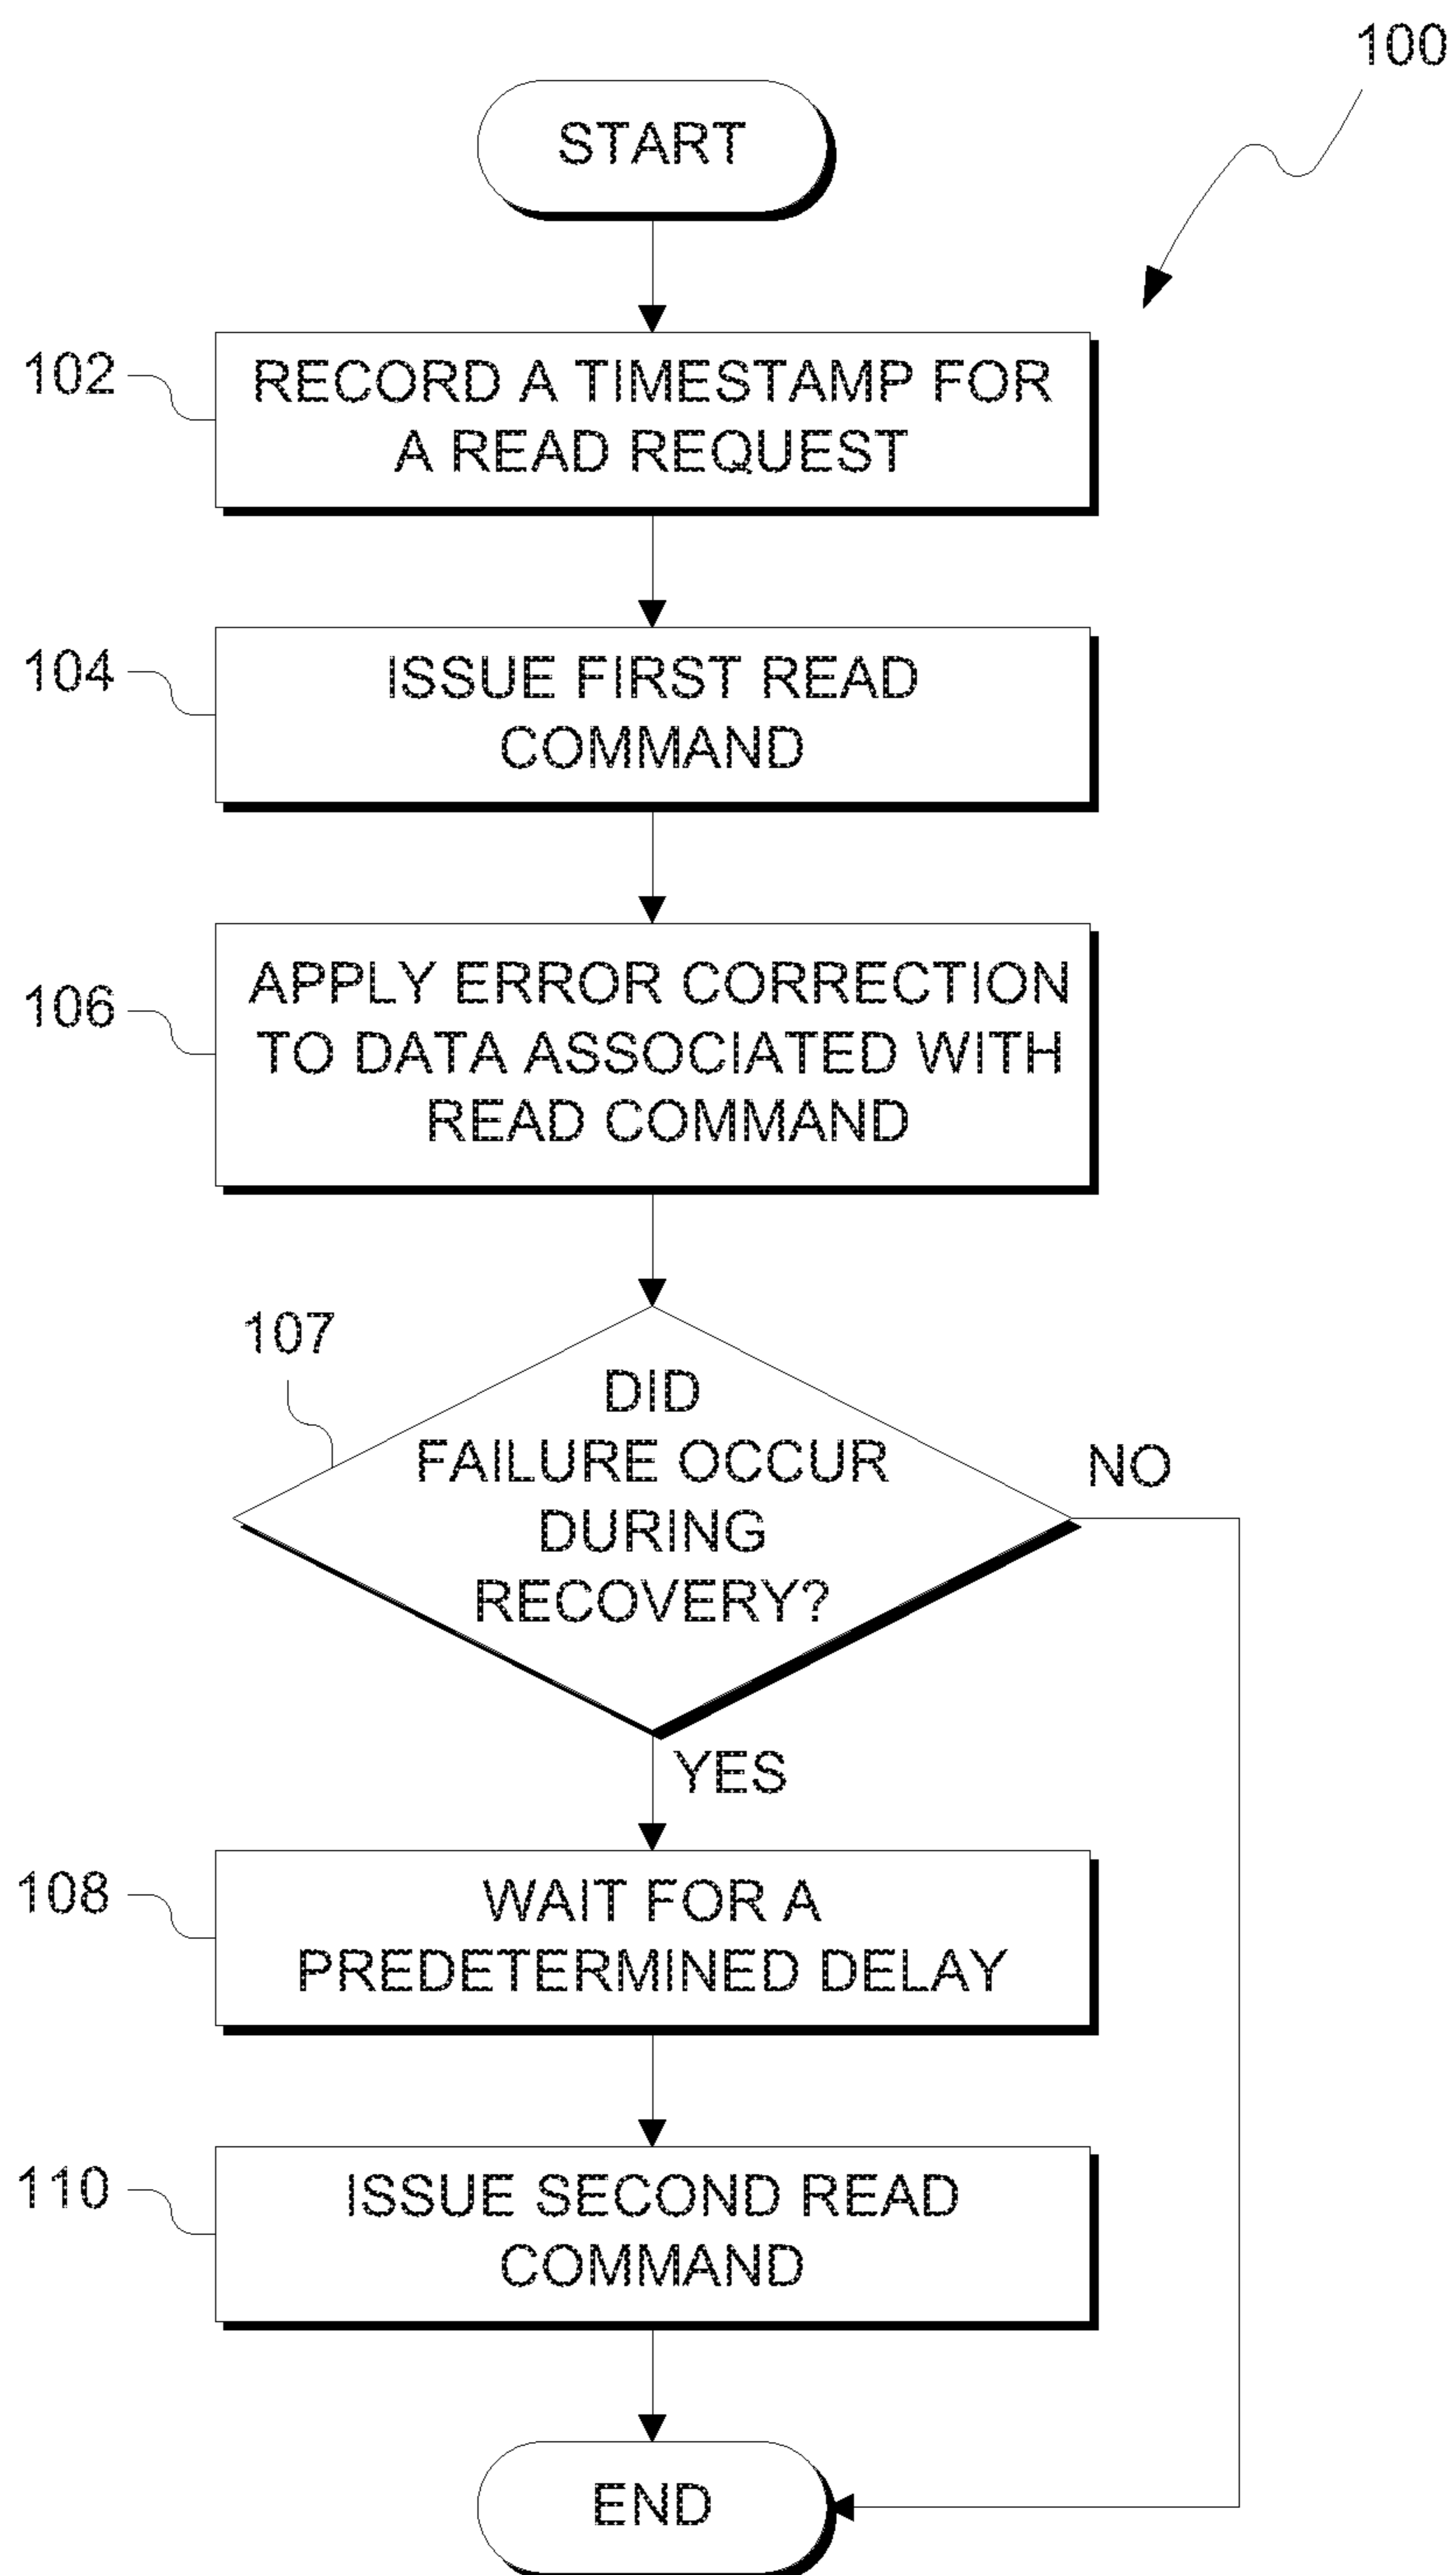 100
START
102
RECORD A TIMESTAMP FOR
A READ REQUEST
104
ISSUE FIRST READ
COMMAND
106
APPLY ERROR CORRECTION
TO DATA ASSOCIATED WITH
READ COMMAND
107
DID
FAILURE OCCUR
DURING
RECOVERY?
NO
YES
108
WAIT FOR A
PREDETERMINED DELAY
110
ISSUE SECOND READ
COMMAND
END